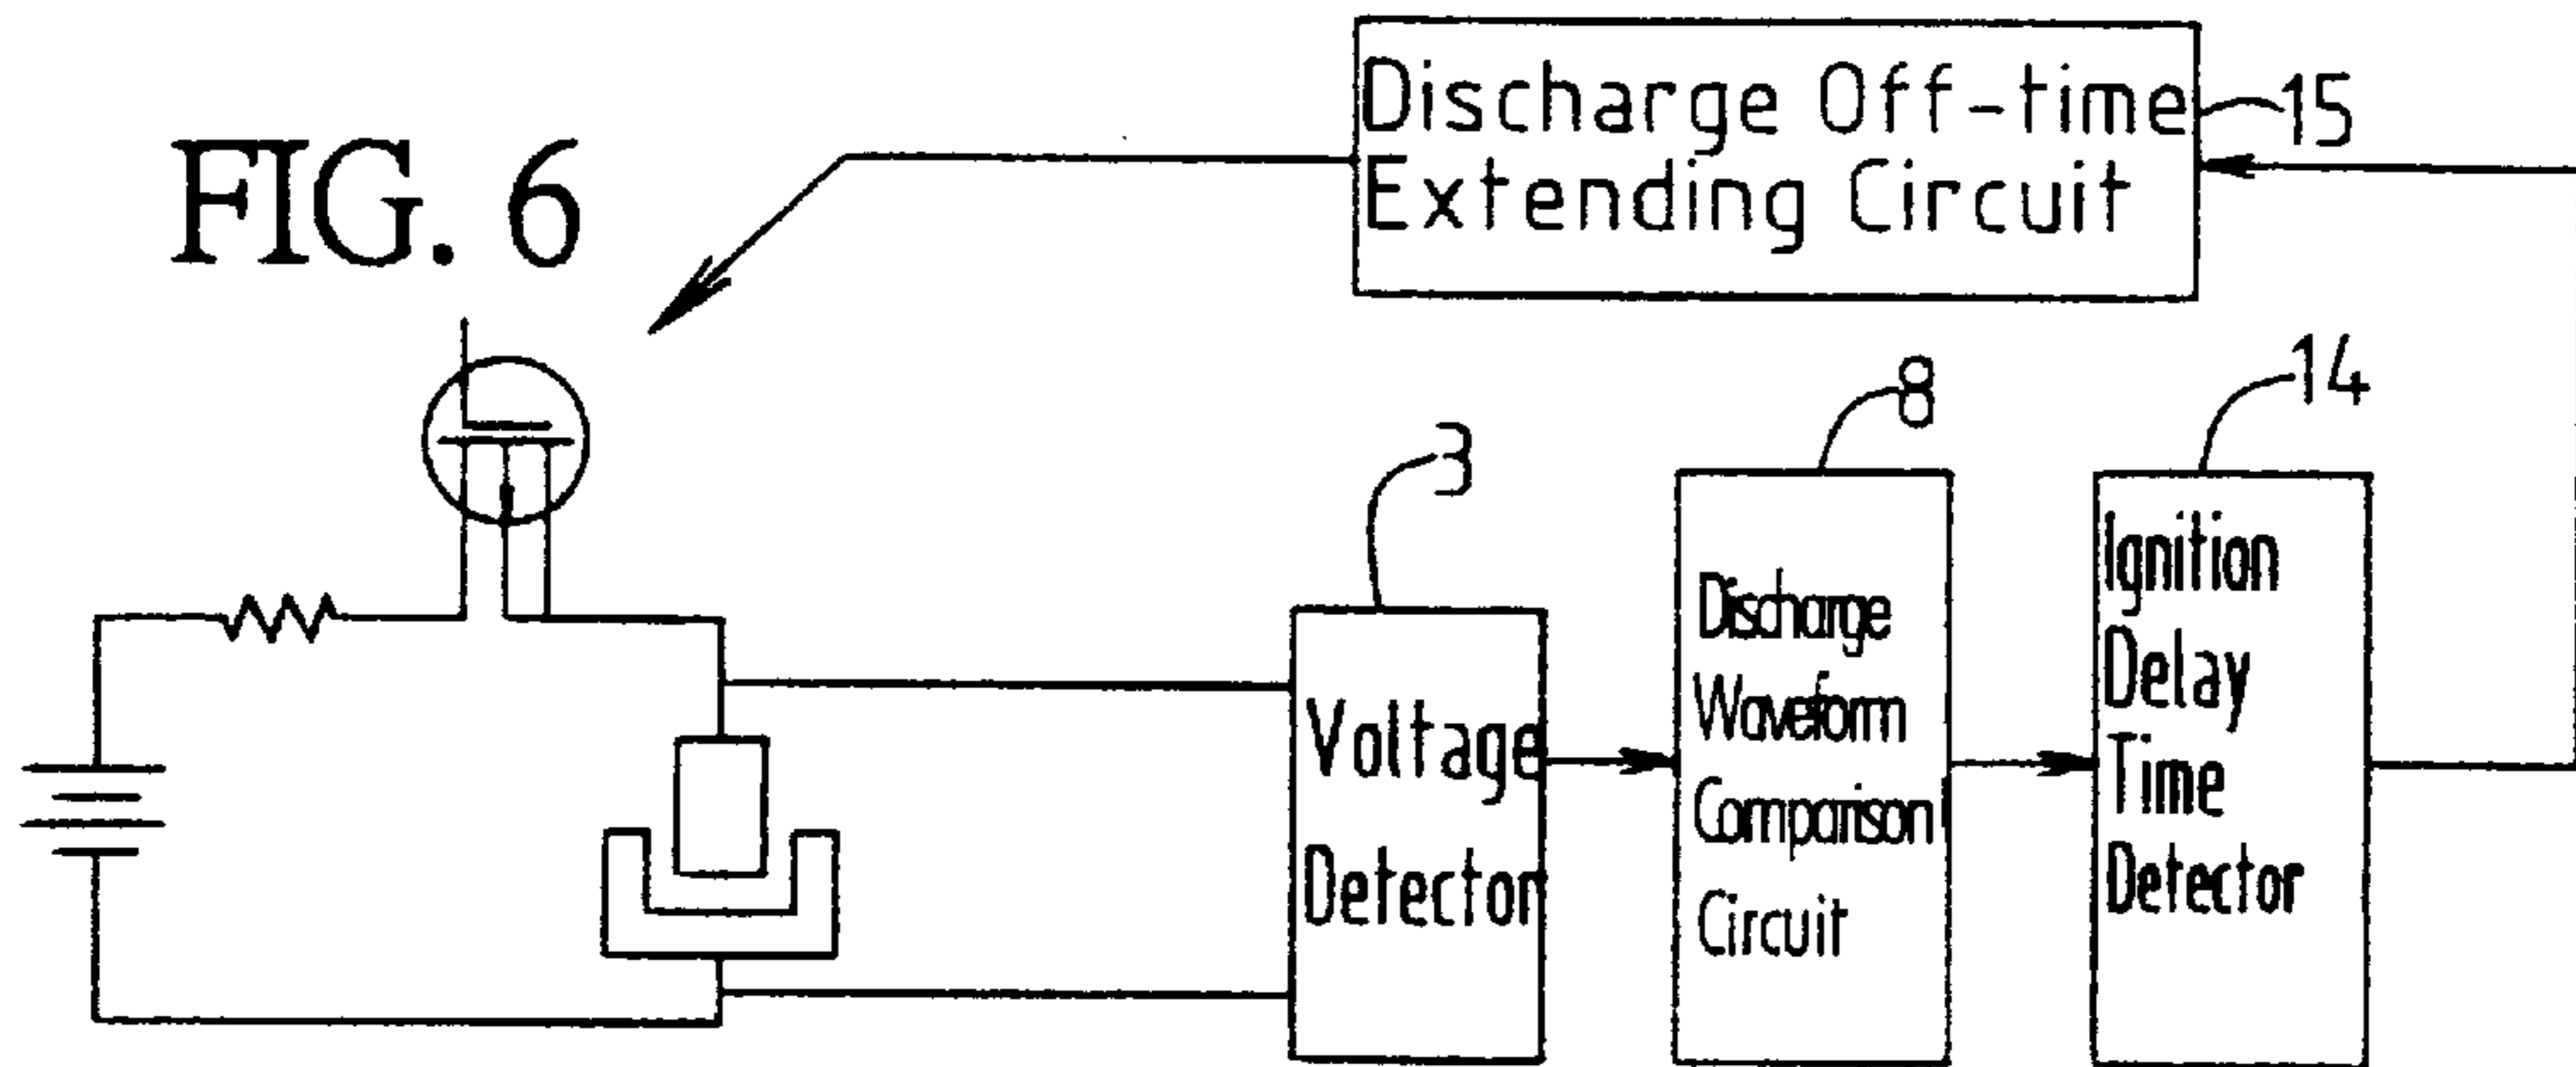 FIG. 6
Discharge Off-time
Extending Circuit
15
3
Voltage
Detector
8
Discharge
Waveform
Comparison
Circuit
14
Ignition
Delay
Time
Detector